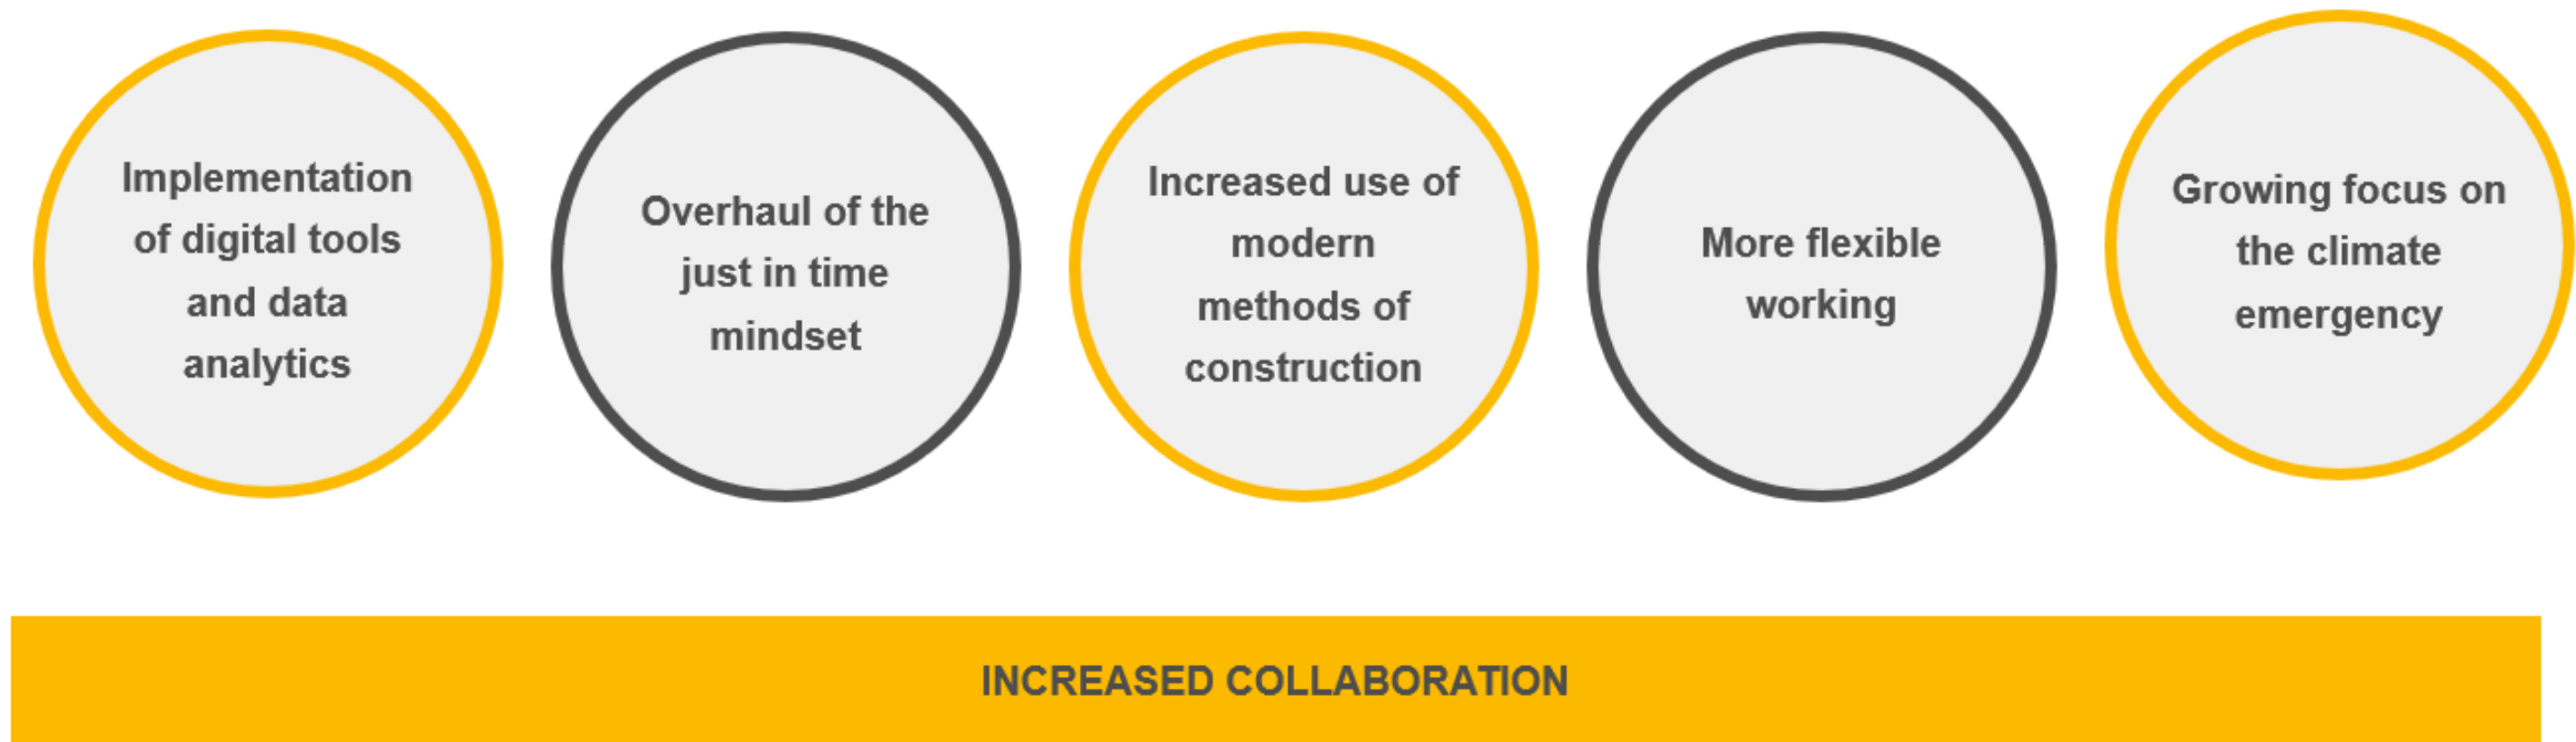 Implementation
of digital tools
and data
analytics
Overhaul of the
just in time
mindset
Increased use of
modern
methods of
construction
More flexible
working
Growing focus on
the climate
emergency
INCREASED COLLABORATION